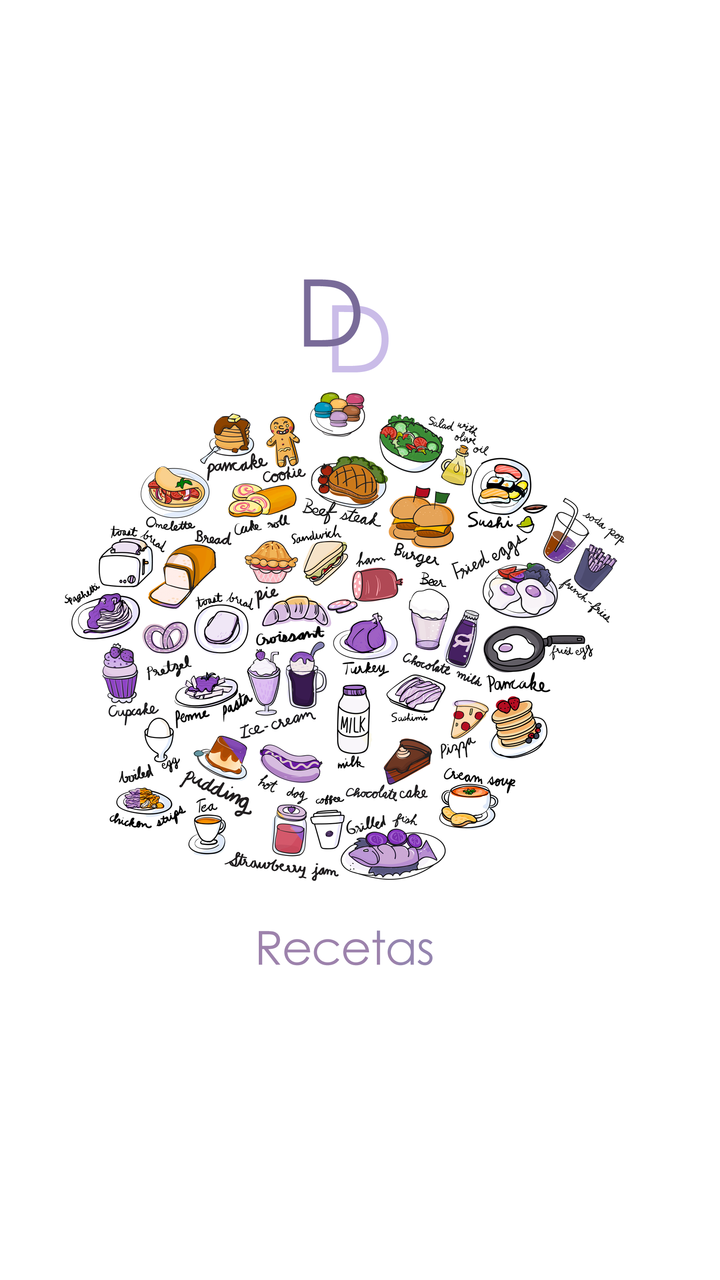 DD
Salad with
olive oil
pancake
Cookie
Omelette
Cake roll
Beef steak
Sushi
soda pop
toast bread
Bread
Sandwich
Burger
Fried eggs
ham
french-fries
Spaghetti
toast bread
pie
Beer
Croissant
fried egg
Pretzel
Turkey
Chocolate milk
Pancake
Cupcake
Penne pasta
Ice-cream
MILK
Sashimi
Pizza
milk
boiled egg
pudding
hot dog
Chocolate cake
Cream soup
chicken strips
Tea
coffee
Grilled fish
Strawberry jam
Recetas